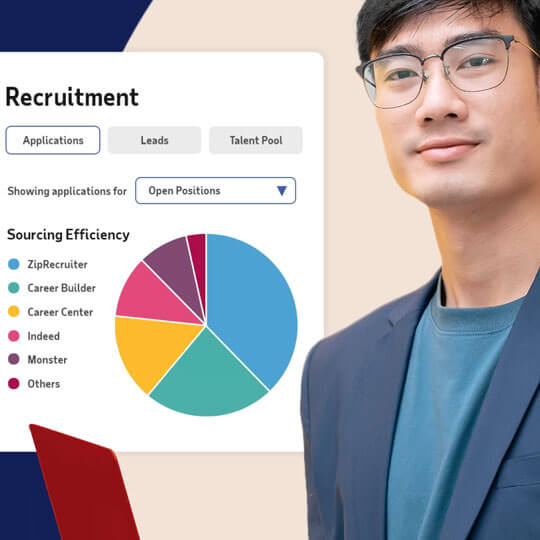 Recruitment
Applications Leads Talent Pool
Showing applications for Open Positions
Sourcing Efficiency
ZipRecruiter
Career Builder
Career Center
Indeed
Monster
Others